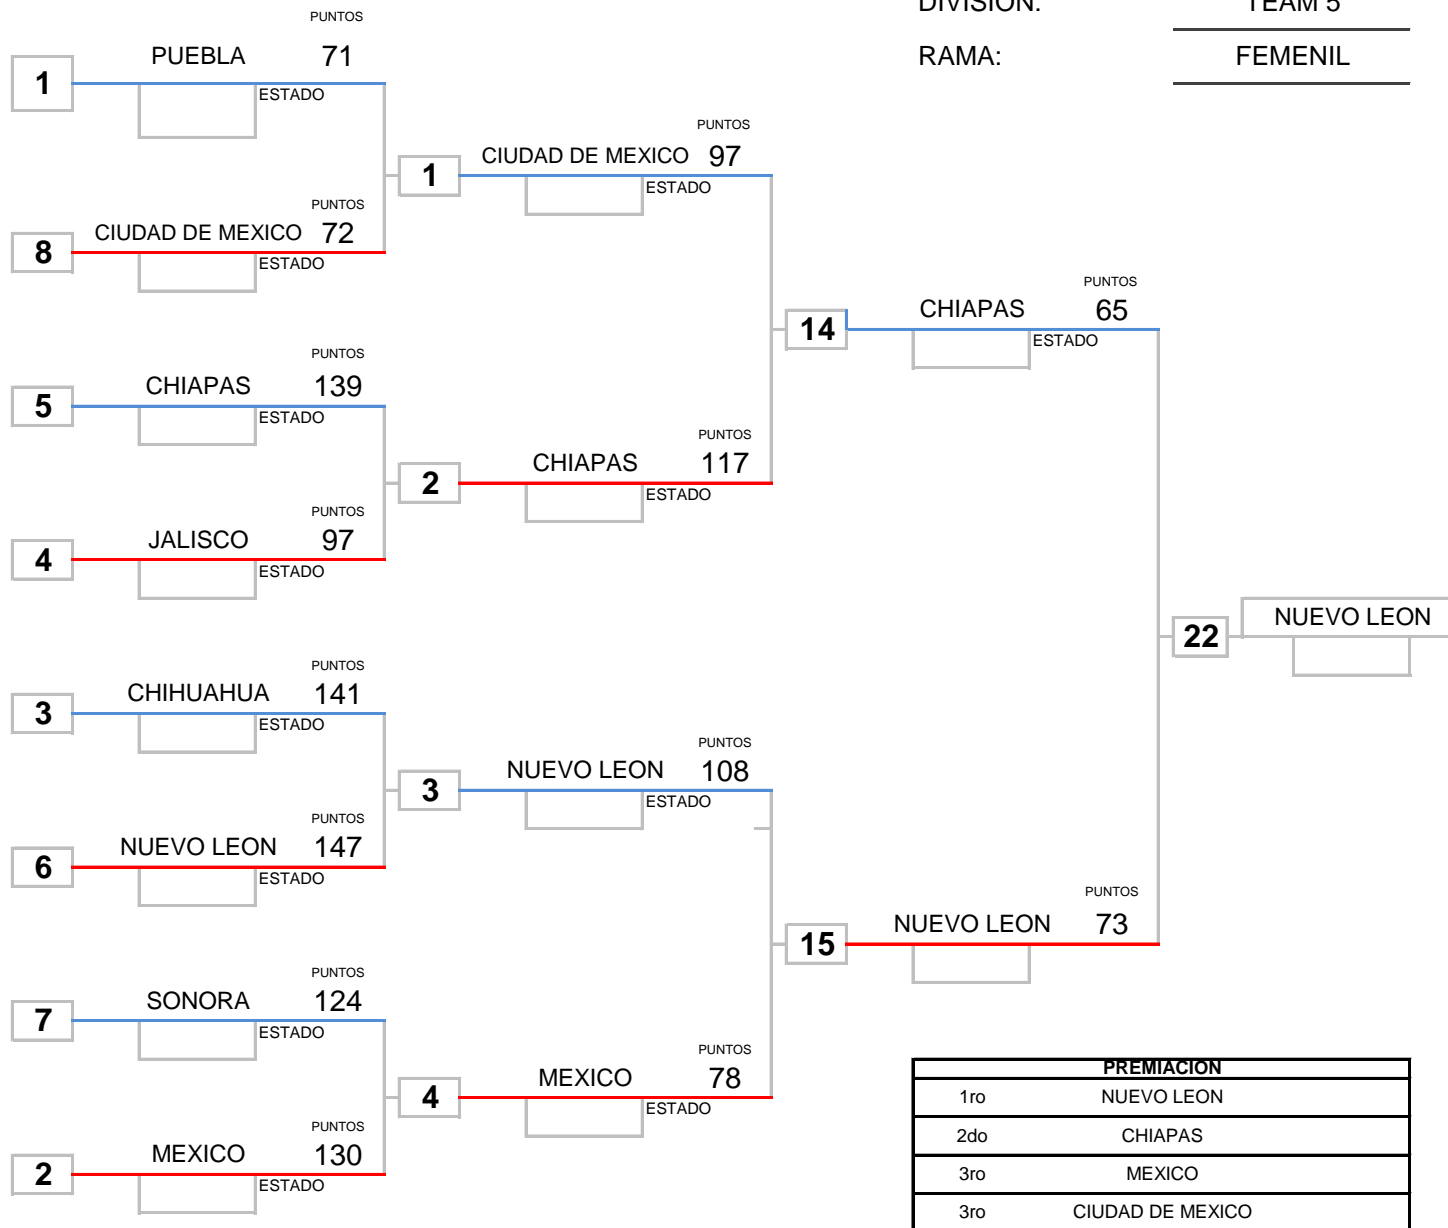 DIVISION: TEAM 5
RAMA: FEMENIL
PUNTOS
PUEBLA 71
1
ESTADO
PUNTOS
CIUDAD DE MEXICO 72
8
ESTADO
PUNTOS
CHIAPAS 139
5
ESTADO
PUNTOS
JALISCO 97
4
ESTADO
PUNTOS
CHIHUAHUA 141
3
ESTADO
PUNTOS
NUEVO LEON 147
6
ESTADO
PUNTOS
SONORA 124
7
ESTADO
PUNTOS
MEXICO 130
2
ESTADO
PUNTOS
CIUDAD DE MEXICO 97
1
ESTADO
PUNTOS
CHIAPAS 117
2
ESTADO
PUNTOS
NUEVO LEON 108
3
ESTADO
PUNTOS
MEXICO 78
4
ESTADO
PUNTOS
CHIAPAS 65
14
ESTADO
PUNTOS
NUEVO LEON 73
15
NUEVO LEON
22
PREMIACION
1ro NUEVO LEON
2do CHIAPAS
3ro MEXICO
3ro CIUDAD DE MEXICO